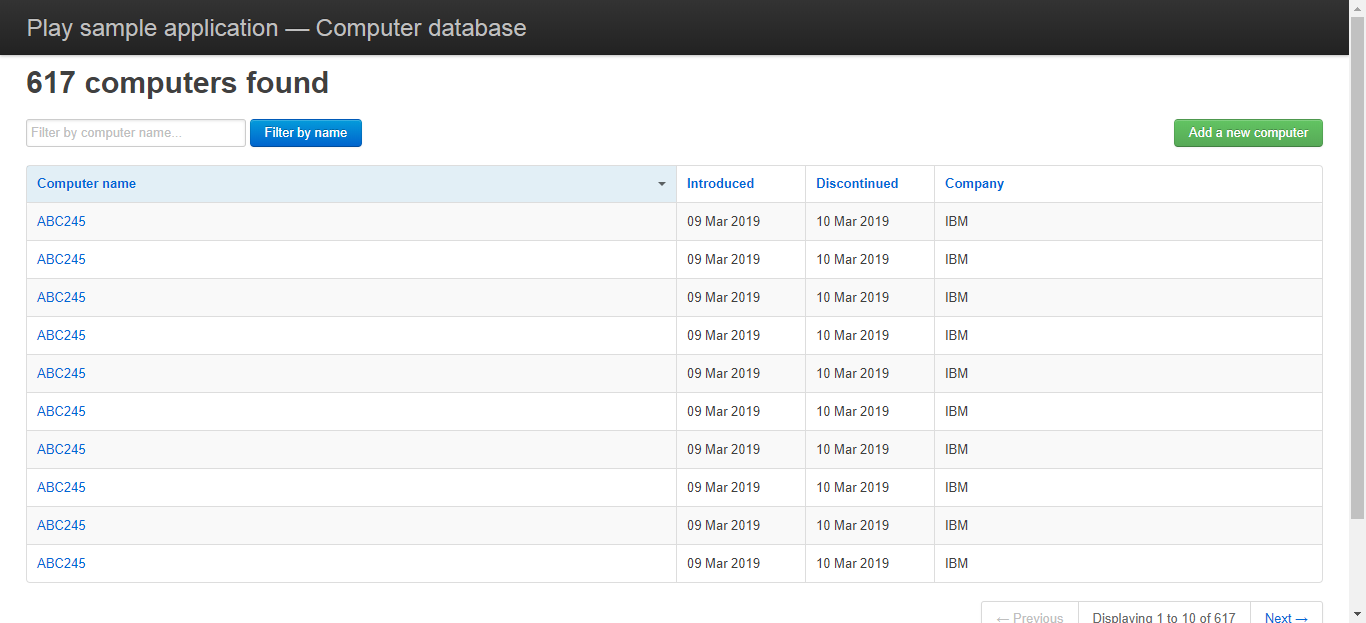 Play sample application — Computer database
617 computers found
Filter by computer name... Filter by name Add a new computer
Computer name Introduced Discontinued Company
ABC245 09 Mar 2019 10 Mar 2019 IBM
ABC245 09 Mar 2019 10 Mar 2019 IBM
ABC245 09 Mar 2019 10 Mar 2019 IBM
ABC245 09 Mar 2019 10 Mar 2019 IBM
ABC245 09 Mar 2019 10 Mar 2019 IBM
ABC245 09 Mar 2019 10 Mar 2019 IBM
ABC245 09 Mar 2019 10 Mar 2019 IBM
ABC245 09 Mar 2019 10 Mar 2019 IBM
ABC245 09 Mar 2019 10 Mar 2019 IBM
ABC245 09 Mar 2019 10 Mar 2019 IBM
← Previous Displaying 1 to 10 of 617 Next →